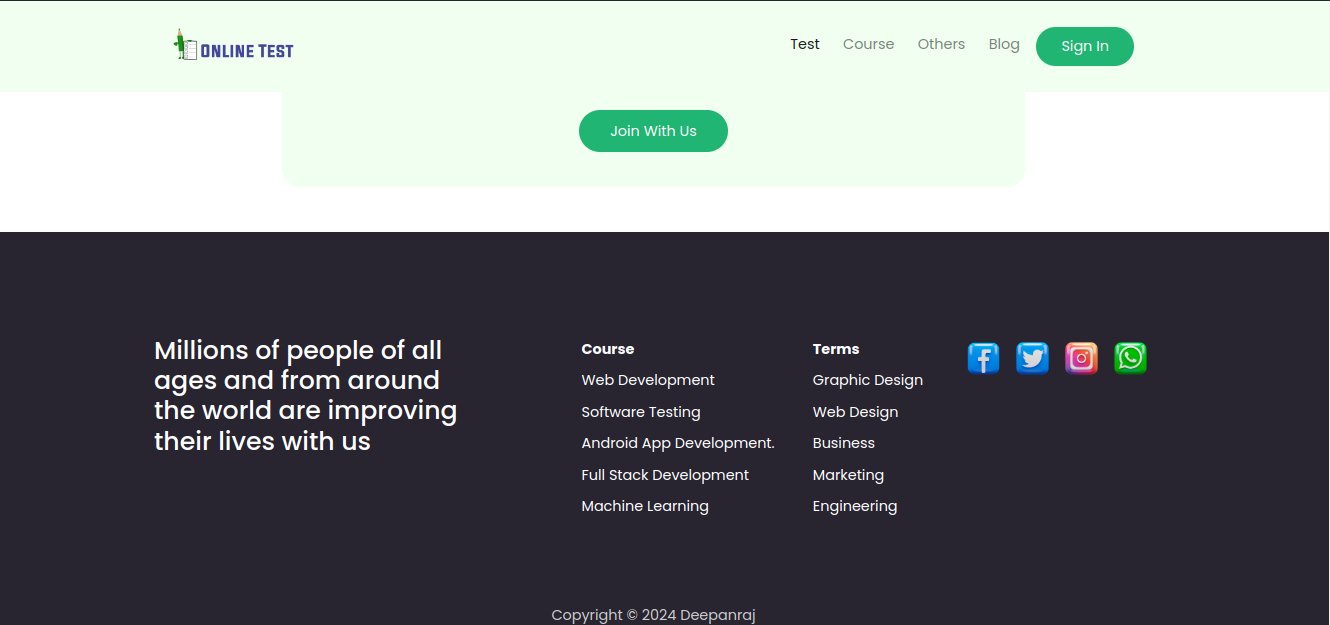 ONLINE TEST
Test Course Others Blog Sign In
Join With Us
Millions of people of all
ages and from around
the world are improving
their lives with us
Course
Web Development
Software Testing
Android App Development.
Full Stack Development
Machine Learning
Terms
Graphic Design
Web Design
Business
Marketing
Engineering
Copyright © 2024 Deepanraj